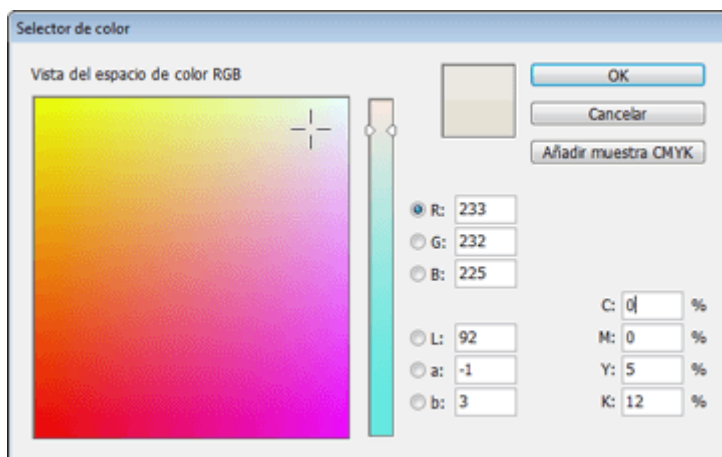 Selector de color
Vista del espacio de color RGB
OK
Cancelar
Añadir muestra CMYK
R: 233
G: 232
B: 225
C: 0 %
L: 92
M: 0 %
a: -1
Y: 5 %
b: 3
K: 12 %